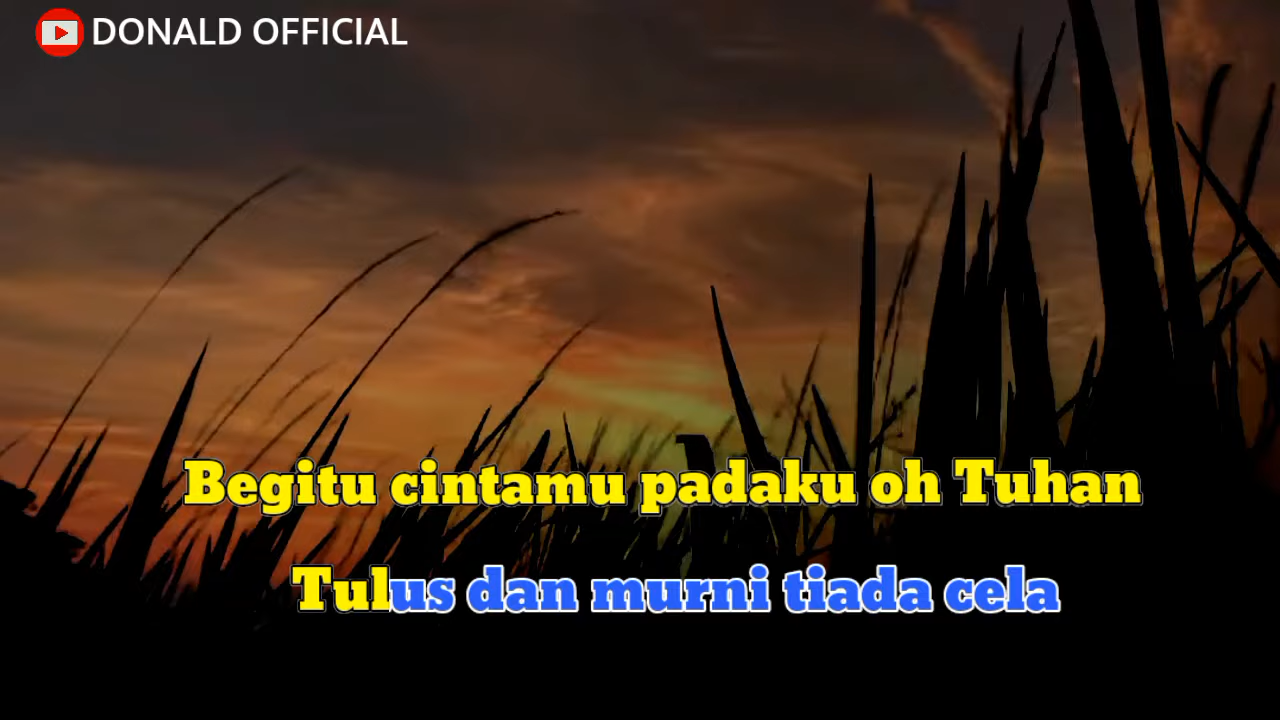 DONALD OFFICIAL
Begitu cintamu padaku oh Tuhan
Tulus dan murni tiada cela